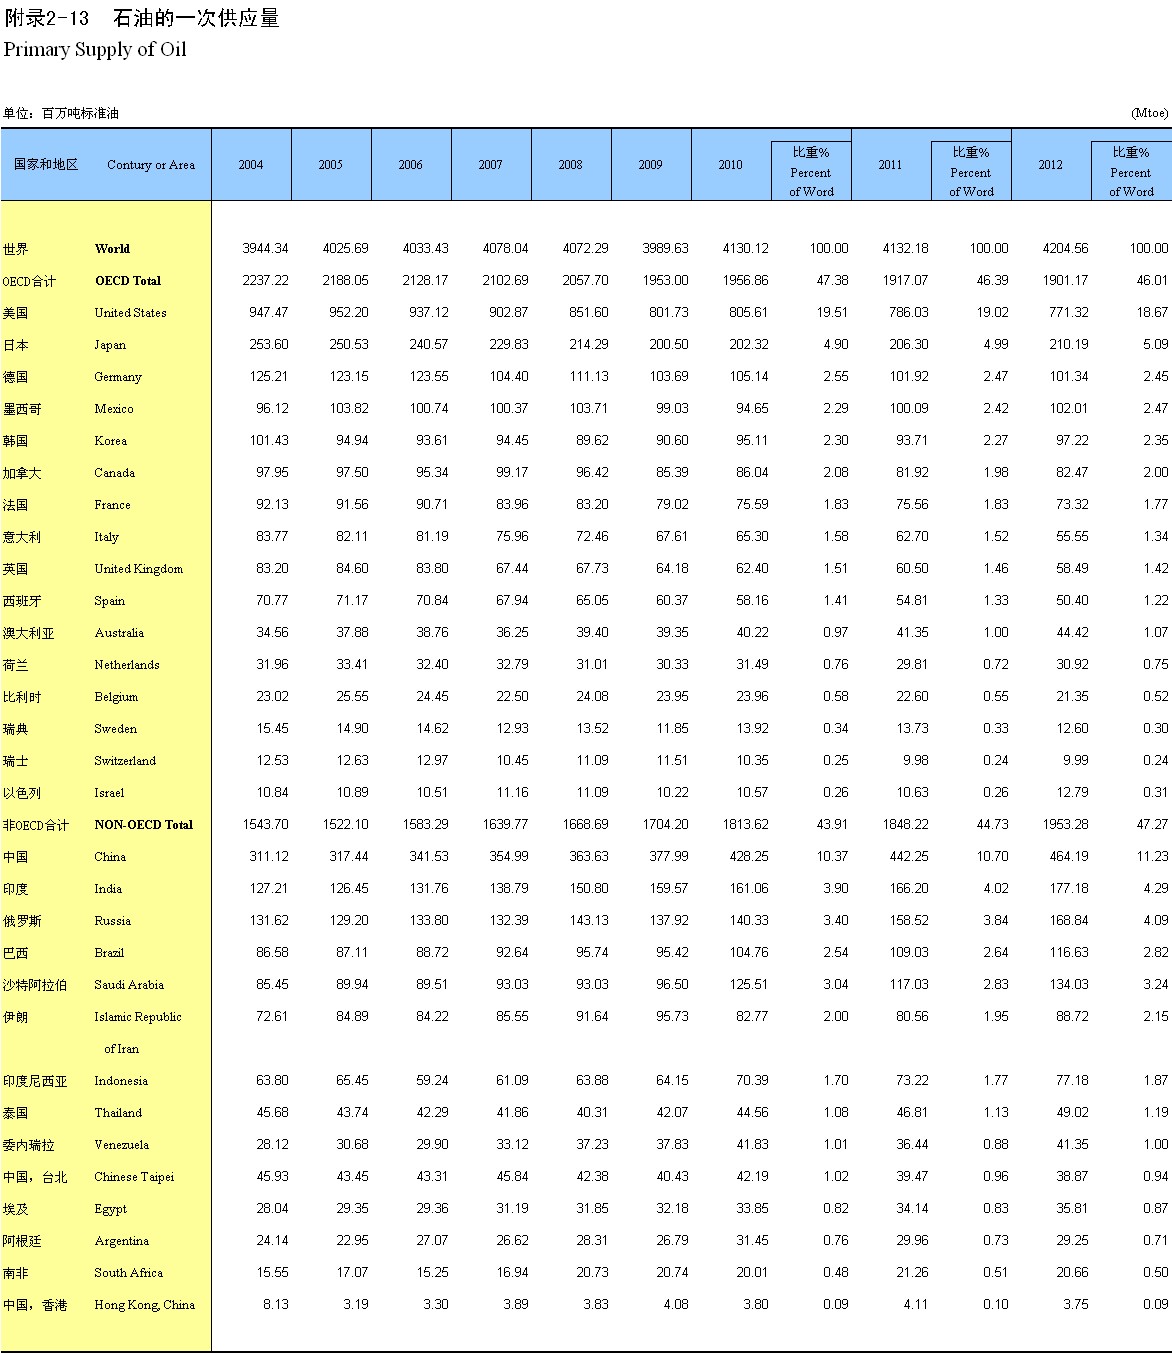 附录2-13 石油的一次供应量
Primary Supply of Oil
单位: 百万吨标准油 (Mtoe)
国家和地区 Contury or Area 2004 2005 2006 2007 2008 2009 2010 比重% Percent of Word 2011 比重% Percent of Word 2012 比重% Percent of Word
世界 World 3944.34 4025.69 4033.43 4078.04 4072.29 3989.63 4130.12 100.00 4132.18 100.00 4204.56 100.00
OECD合计 OECD Total 2237.22 2188.05 2128.17 2102.69 2057.70 1953.00 1956.86 47.38 1917.07 46.39 1901.17 46.01
美国 United States 947.47 952.20 937.12 902.87 851.60 801.73 805.61 19.51 786.03 19.02 771.32 18.67
日本 Japan 253.60 250.53 240.57 229.83 214.29 200.50 202.32 4.90 206.30 4.99 210.19 5.09
德国 Germany 125.21 123.15 123.55 104.40 111.13 103.69 105.14 2.55 101.92 2.47 101.34 2.45
墨西哥 Mexico 96.12 103.82 100.74 100.37 103.71 99.03 94.65 2.29 100.09 2.42 102.01 2.47
韩国 Korea 101.43 94.94 93.61 94.45 89.62 90.60 95.11 2.30 93.71 2.27 97.22 2.35
加拿大 Canada 97.95 97.50 95.34 99.17 96.42 85.39 86.04 2.08 81.92 1.98 82.47 2.00
法国 France 92.13 91.56 90.71 83.96 83.20 79.02 75.59 1.83 75.56 1.83 73.32 1.77
意大利 Italy 83.77 82.11 81.19 75.96 72.46 67.61 65.30 1.58 62.70 1.52 55.55 1.34
英国 United Kingdom 83.20 84.60 83.80 67.44 67.73 64.18 62.40 1.51 60.50 1.46 58.49 1.42
西班牙 Spain 70.77 71.17 70.84 67.94 65.05 60.37 58.16 1.41 54.81 1.33 50.40 1.22
澳大利亚 Australia 34.56 37.88 38.76 36.25 39.40 39.35 40.22 0.97 41.35 1.00 44.42 1.07
荷兰 Netherlands 31.96 33.41 32.40 32.79 31.01 30.33 31.49 0.76 29.81 0.72 30.92 0.75
比利时 Belgium 23.02 25.55 24.45 22.50 24.08 23.95 23.96 0.58 22.60 0.55 21.35 0.52
瑞典 Sweden 15.45 14.90 14.62 12.93 13.52 11.85 13.92 0.34 13.73 0.33 12.60 0.30
瑞士 Switzerland 12.53 12.63 12.97 10.45 11.09 11.51 10.35 0.25 9.98 0.24 9.99 0.24
以色列 Israel 10.84 10.89 10.51 11.16 11.09 10.22 10.57 0.26 10.63 0.26 12.79 0.31
非OECD合计 NON-OECD Total 1543.70 1522.10 1583.29 1639.77 1668.69 1704.20 1813.62 43.91 1848.22 44.73 1953.28 47.27
中国 China 311.12 317.44 341.53 354.99 363.63 377.99 428.25 10.37 442.25 10.70 464.19 11.23
印度 India 127.21 126.45 131.76 138.79 150.80 159.57 161.06 3.90 166.20 4.02 177.18 4.29
俄罗斯 Russia 131.62 129.20 133.80 132.39 143.13 137.92 140.33 3.40 158.52 3.84 168.84 4.09
巴西 Brazil 86.58 87.11 88.72 92.64 95.74 95.42 104.76 2.54 109.03 2.64 116.63 2.82
沙特阿拉伯 Saudi Arabia 85.45 89.94 89.51 93.03 93.03 96.50 125.51 3.04 117.03 2.83 134.03 3.24
伊朗 Islamic Republic 72.61 84.89 84.22 85.55 91.64 95.73 82.77 2.00 80.56 1.95 88.72 2.15
of Iran
印度尼西亚 Indonesia 63.80 65.45 59.24 61.09 63.88 64.15 70.39 1.70 73.22 1.77 77.18 1.87
泰国 Thailand 45.68 43.74 42.29 41.86 40.31 42.07 44.56 1.08 46.81 1.13 49.02 1.19
委内瑞拉 Venezuela 28.12 30.68 29.90 33.12 37.23 37.83 41.83 1.01 36.44 0.88 41.35 1.00
中国，台北 Chinese Taipei 45.93 43.45 43.31 45.84 42.38 40.43 42.19 1.02 39.47 0.96 38.87 0.94
埃及 Egypt 28.04 29.35 29.36 31.19 31.85 32.18 33.85 0.82 34.14 0.83 35.81 0.87
阿根廷 Argentina 24.14 22.95 27.07 26.62 28.31 26.79 31.45 0.76 29.96 0.73 29.25 0.71
南非 South Africa 15.55 17.07 15.25 16.94 20.73 20.74 20.01 0.48 21.26 0.51 20.66 0.50
中国，香港 Hong Kong, China 8.13 3.19 3.30 3.89 3.83 4.08 3.80 0.09 4.11 0.10 3.75 0.09